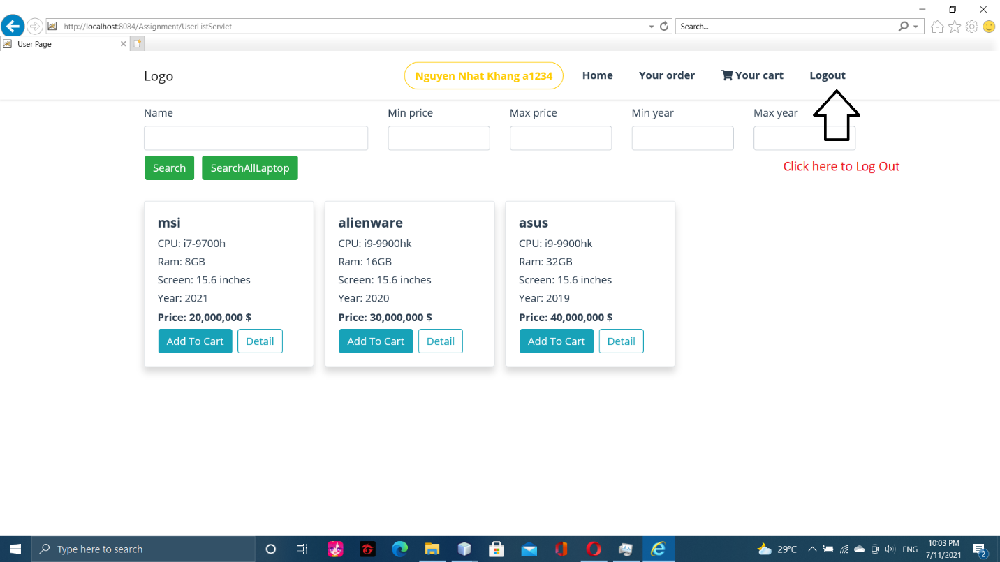 http://localhost:8084/Assignment/UserListServlet
Search...
User Page
Logo
Nguyen Nhat Khang a1234
Home
Your order
Your cart
Logout
Name
Min price
Max price
Min year
Max year
Search
SearchAllLaptop
Click here to Log Out
msi
CPU: i7-9700h
Ram: 8GB
Screen: 15.6 inches
Year: 2021
Price: 20,000,000 $
Add To Cart
Detail
alienware
CPU: i9-9900hk
Ram: 16GB
Screen: 15.6 inches
Year: 2020
Price: 30,000,000 $
Add To Cart
Detail
asus
CPU: i9-9900hk
Ram: 32GB
Screen: 15.6 inches
Year: 2019
Price: 40,000,000 $
Add To Cart
Detail
Type here to search
29°C
ENG
10:03 PM
7/11/2021
2